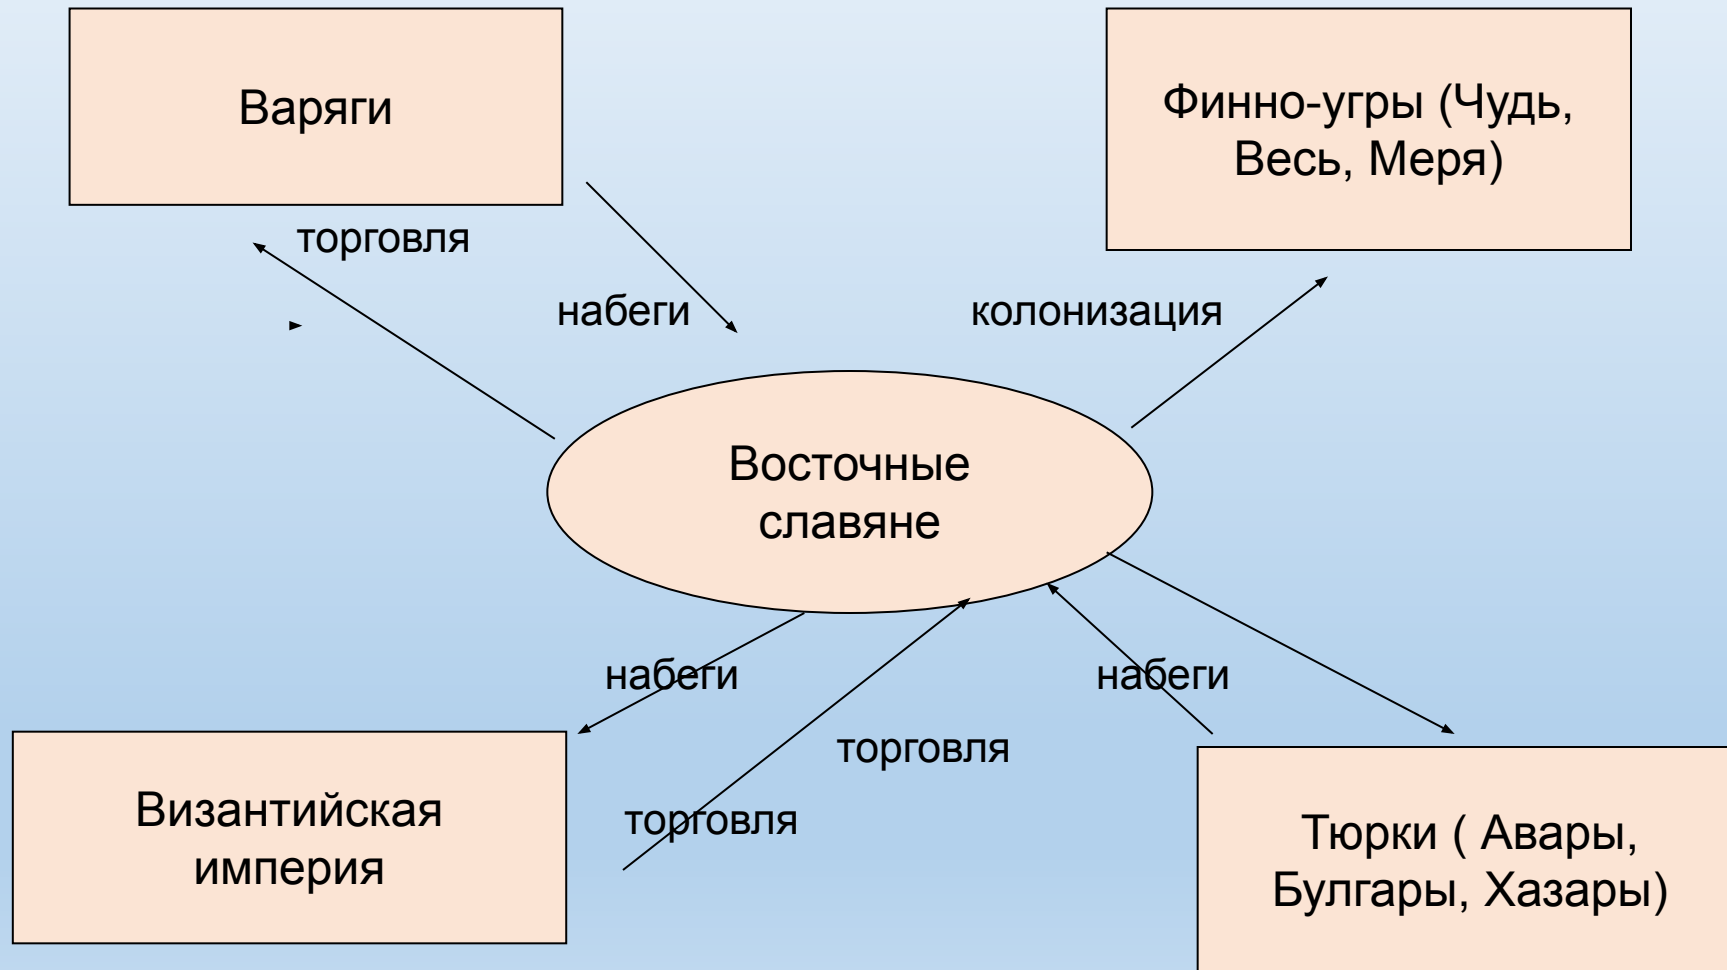 Варяги
Финно-угры (Чудь,
Весь, Меря)
торговля
набеги
колонизация
Восточные
славяне
набеги
набеги
торговля
торговля
Византийская
империя
Тюрки ( Авары,
Булгары, Хазары)